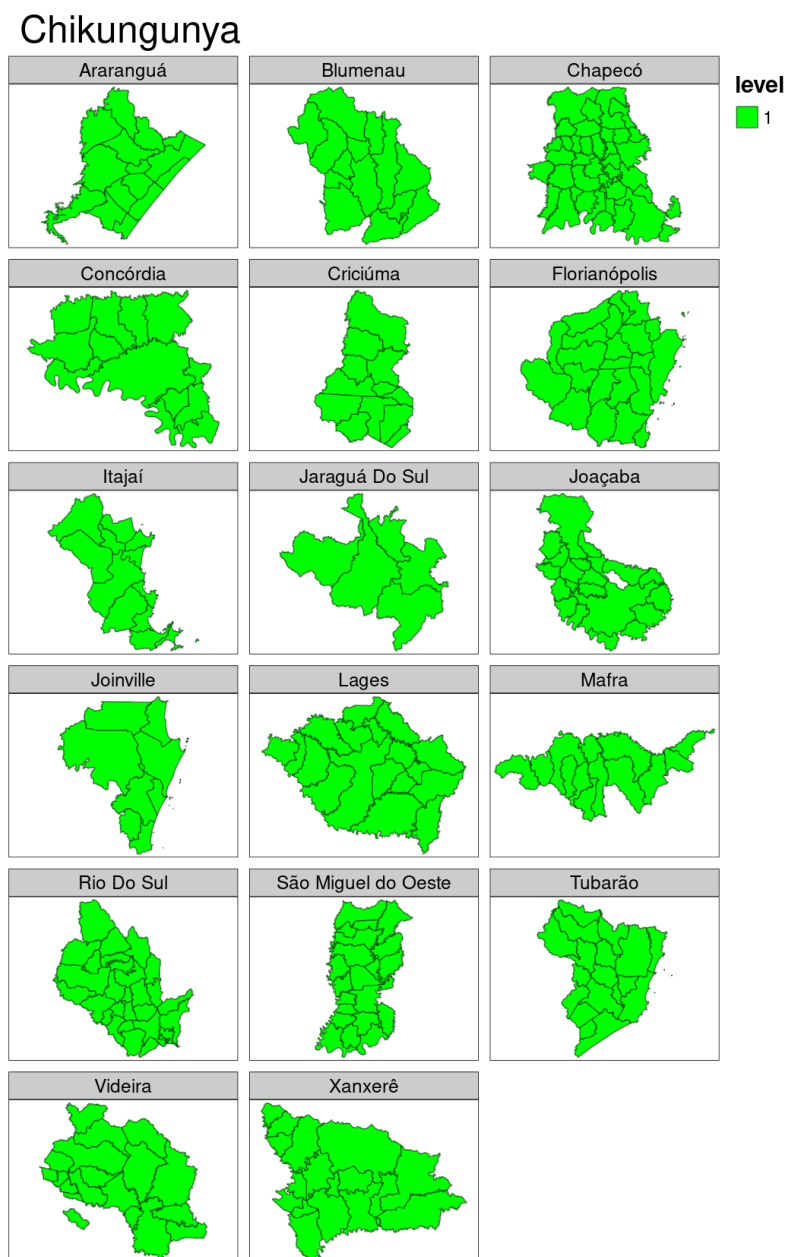 Chikungunya
Araranguá
Blumenau
Chapecó
level
1
Concórdia
Criciúma
Florianópolis
Itajaí
Jaraguá Do Sul
Joaçaba
Joinville
Lages
Mafra
Rio Do Sul
São Miguel do Oeste
Tubarão
Videira
Xanxerê